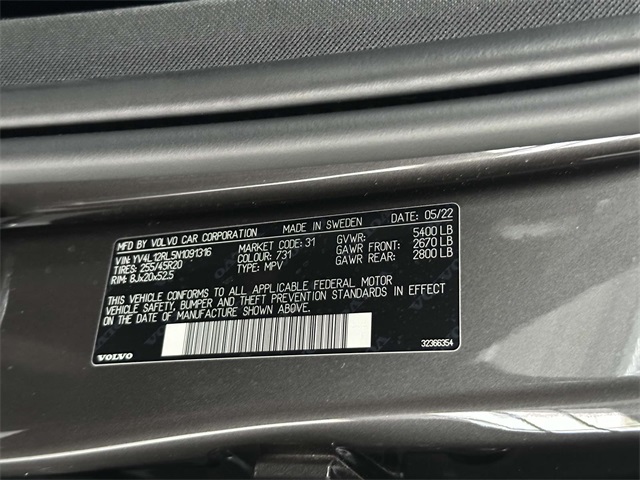 MFD BY VOLVO CAR CORPORATION MADE IN SWEDEN DATE: 05/22
VIN: YV4L12RL5N1091316 MARKET CODE: 31 GVWR: 5400 LB
TIRES: 255/45R20 COLOUR: 731 GAWR FRONT: 2670 LB
RIM: 8Jx20x52.5 TYPE: MPV GAWR REAR: 2800 LB
THIS VEHICLE CONFORMS TO ALL APPLICABLE FEDERAL MOTOR
VEHICLE SAFETY, BUMPER AND THEFT PREVENTION STANDARDS IN EFFECT
ON THE DATE OF MANUFACTURE SHOWN ABOVE.
VOLVO 32366354